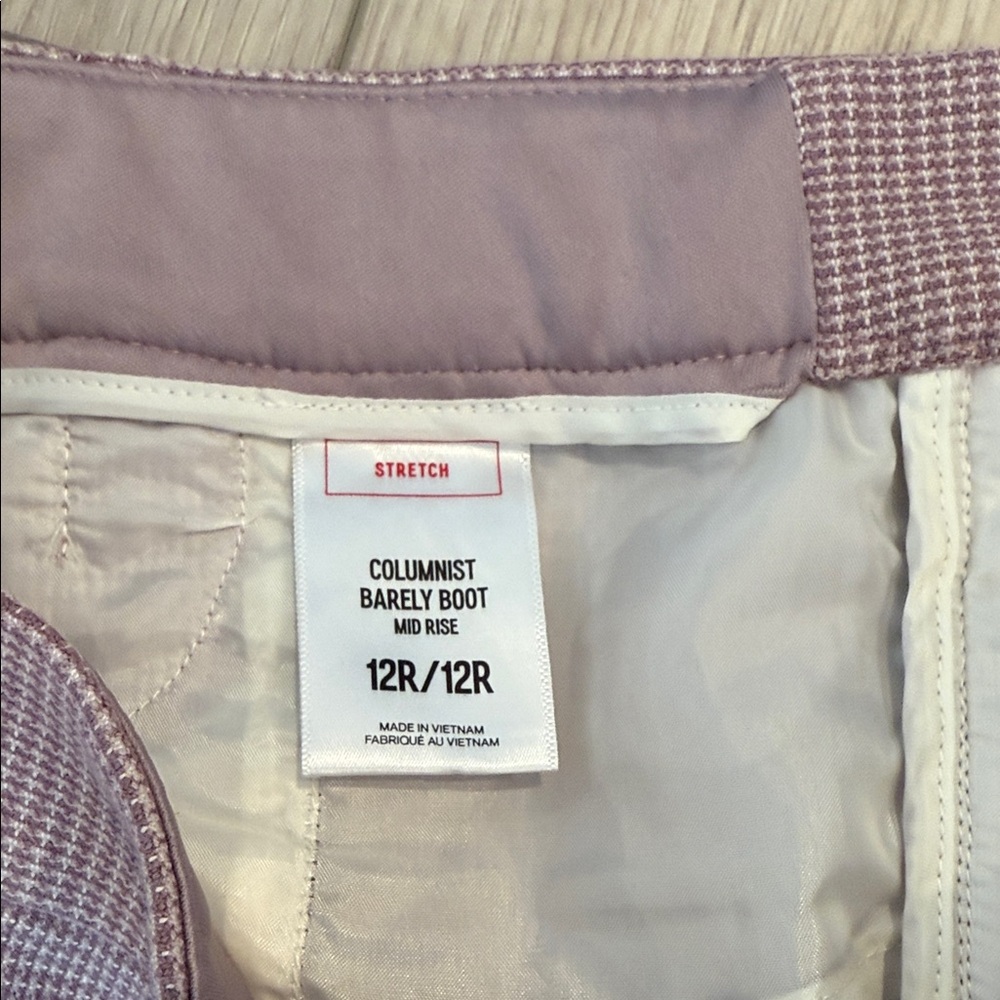 STRETCH
COLUMNIST
BARELY BOOT
MID RISE
12R/12R
MADE IN VIETNAM
FABRIQUÉ AU VIETNAM